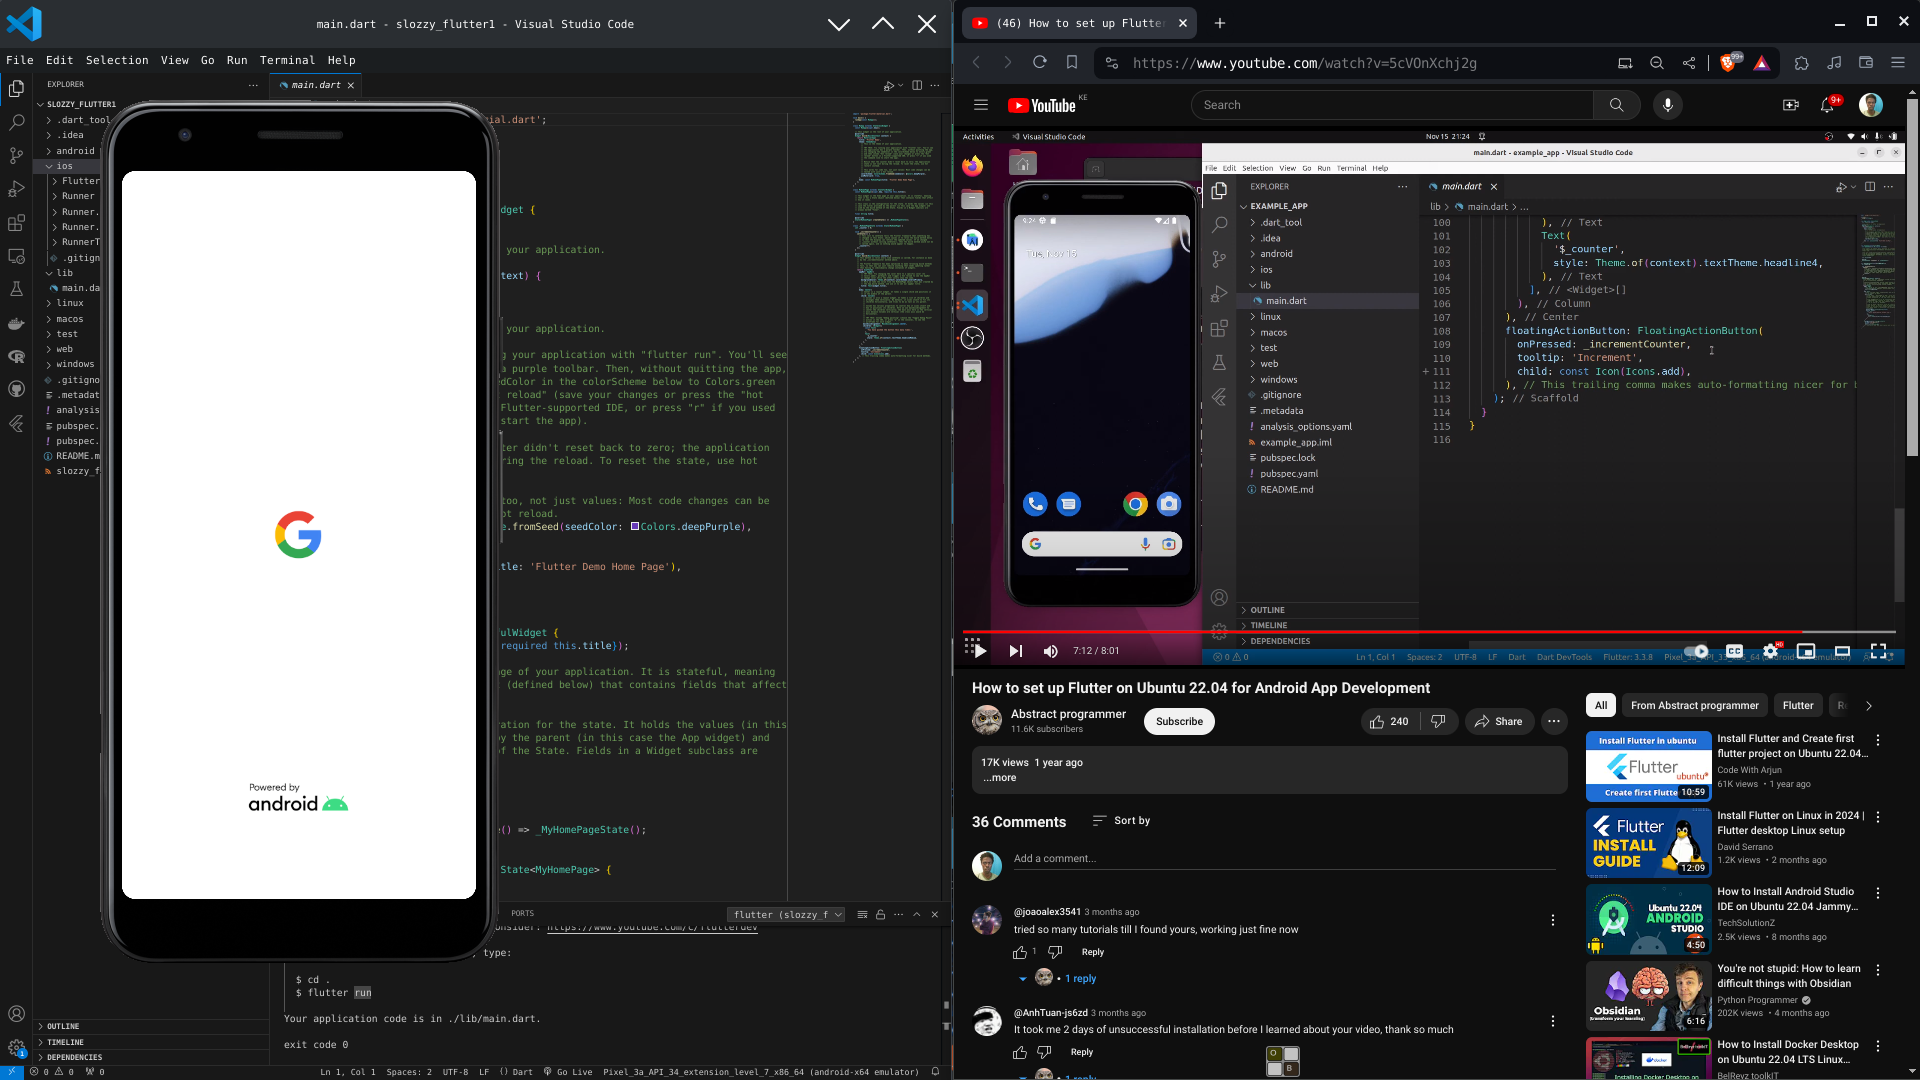 main.dart - slozzy_flutter1 - Visual Studio Code
File Edit Selection View Go Run Terminal Help
EXPLORER
main.dart
SLOZZY_FLUTTER1
.dart_tool
.idea
android
ios
Flutter
Runner
Runner.
Runner.
RunnerT
.gitign
lib
main.da
linux
macos
test
web
windows
.gitigno
.metadat
analysis
pubspec.
pubspec.
README.m
slozzy_f
OUTLINE
TIMELINE
DEPENDENCIES
ial.dart';
dget {
your application.
text) {
your application.
g your application with "flutter run". You'll see
a purple toolbar. Then, without quitting the app,
dColor in the colorScheme below to Colors.green
reload" (save your changes or press the "hot
Flutter-supported IDE, or press "r" if you used
start the app).
ter didn't reset back to zero; the application
ring the reload. To reset the state, use hot
too, not just values: Most code changes can be
ot reload.
e.fromSeed(seedColor: Colors.deepPurple),
tle: 'Flutter Demo Home Page'),
ulWidget {
required this.title});
ge of your application. It is stateful, meaning
(defined below) that contains fields that affect
ration for the state. It holds the values (in this
by the parent (in this case the App widget) and
f the State. Fields in a Widget subclass are
e() => _MyHomePageState();
State<MyHomePage> {
Powered by
android
PORTS
flutter (slozzy_f
onsider: https://www.youtube.com/c/flutterdev
, type:
$ cd .
$ flutter run
Your application code is in ./lib/main.dart.
exit code 0
0 0 0 Ln 1, Col 1 Spaces: 2 UTF-8 LF {} Dart Go Live Pixel_3a_API_34_extension_level_7_x86_64 (android-x64 emulator)
(46) How to set up Flutte
https://www.youtube.com/watch?v=5cVOnXchj2g
99+
YouTube KE
Search
9+
Activities Visual Studio Code Nov 15 21:24
main.dart - example_app - Visual Studio Code
File Edit Selection View Go Run Terminal Help
EXPLORER
main.dart
EXAMPLE_APP
lib > main.dart > ...
.dart_tool
.idea
android
ios
lib
main.dart
linux
macos
test
web
windows
.gitignore
.metadata
analysis_options.yaml
example_app.iml
pubspec.lock
pubspec.yaml
README.md
OUTLINE
TIMELINE
DEPENDENCIES
9:24
Tue, Nov 15
100 ), // Text
101 Text(
102 '$_counter',
103 style: Theme.of(context).textTheme.headline4,
104 ), // Text
105 ], // <Widget>[]
106 ), // Column
107 ), // Center
108 floatingActionButton: FloatingActionButton(
109 onPressed: _incrementCounter,
110 tooltip: 'Increment',
111 child: const Icon(Icons.add),
112 ), // This trailing comma makes auto-formatting nicer for b
113 ); // Scaffold
114 }
115 }
116
0 0 Ln 1, Col 1 Spaces: 2 UTF-8 LF Dart Dart DevTools Flutter: 3.3.8
7:12 / 8:01
CC
HD
How to set up Flutter on Ubuntu 22.04 for Android App Development
Abstract programmer
11.6K subscribers
Subscribe
240
Share
17K views 1 year ago
...more
36 Comments
Sort by
Add a comment...
@joaoalex3541 3 months ago
tried so many tutorials till I found yours, working just fine now
1 Reply
1 reply
@AnhTuan-js6zd 3 months ago
It took me 2 days of unsuccessful installation before I learned about your video, thank so much
Reply
1 reply
O
B
All From Abstract programmer Flutter
Install Flutter in ubuntu
Flutter
ubuntu
Create first Flutte
10:59
Install Flutter and Create first
flutter project on Ubuntu 22.04...
Code With Arjun
61K views • 1 year ago
Flutter
INSTALL
GUIDE
12:09
Install Flutter on Linux in 2024 |
Flutter desktop Linux setup
David Serrano
1.2K views • 2 months ago
Ubuntu 22.04
ANDROID
STUDIO
4:50
How to Install Android Studio
IDE on Ubuntu 22.04 Jammy...
TechSolutionZ
2.5K views • 8 months ago
Obsidian
6:16
You're not stupid: How to learn
difficult things with Obsidian
Python Programmer
202K views • 4 months ago
docker
Installing Docker Desktop on
How to Install Docker Desktop
on Ubuntu 22.04 LTS Linux...
BelRevz toolkIT